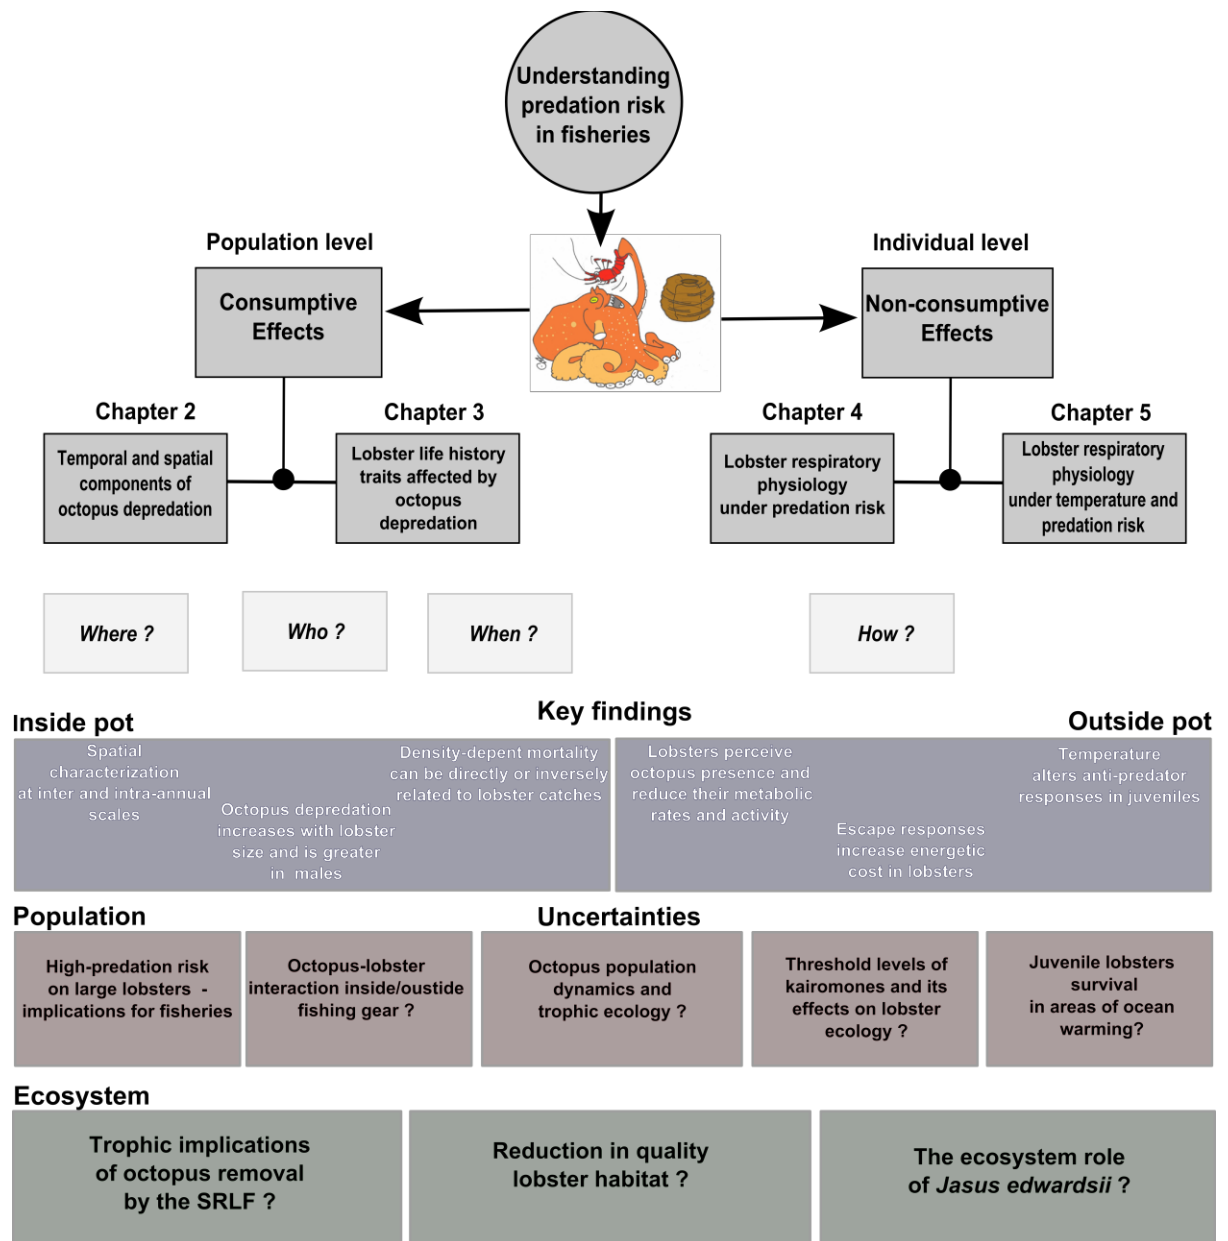 Understanding
predation risk
in fisheries
Population level
Individual level
Consumptive
Effects
Non-consumptive
Effects
Chapter 2
Chapter 3
Chapter 4
Chapter 5
Temporal and spatial
components of
octopus depredation
Lobster life history
traits affected by
octopus
depredation
Lobster respiratory
physiology
under predation risk
Lobster respiratory
physiology
under temperature and
predation risk
Where ?
Who ?
When ?
How ?
Inside pot
Key findings
Outside pot
Spatial
characterization
at inter and intra-annual
scales
Octopus depredation
increases with lobster
size and is greater
in males
Density-depent mortality
can be directly or inversely
related to lobster catches
Lobsters perceive
octopus presence and
reduce their metabolic
rates and activity
Escape responses
increase energetic
cost in lobsters
Temperature
alters anti-predator
responses in juveniles
Population
Uncertainties
High-predation risk
on large lobsters -
implications for fisheries
Octopus-lobster
interaction inside/oustide
fishing gear ?
Octopus population
dynamics and
trophic ecology ?
Threshold levels of
kairomones and its
effects on lobster
ecology ?
Juvenile lobsters
survival
in areas of ocean
warming?
Ecosystem
Trophic implications
of octopus removal
by the SRLF ?
Reduction in quality
lobster habitat ?
The ecosystem role
of Jasus edwardsii ?